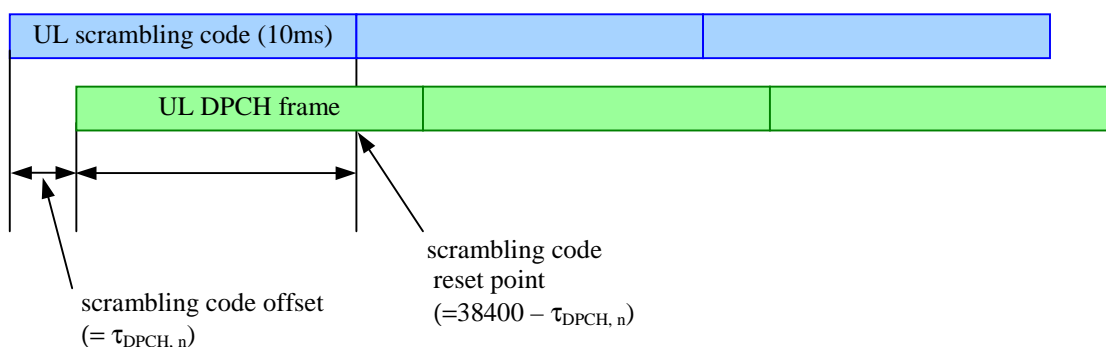 UL scrambling code (10ms)
UL DPCH frame
scrambling code
reset point
(=38400 – τDPCH, n)
scrambling code offset
(= τDPCH, n)